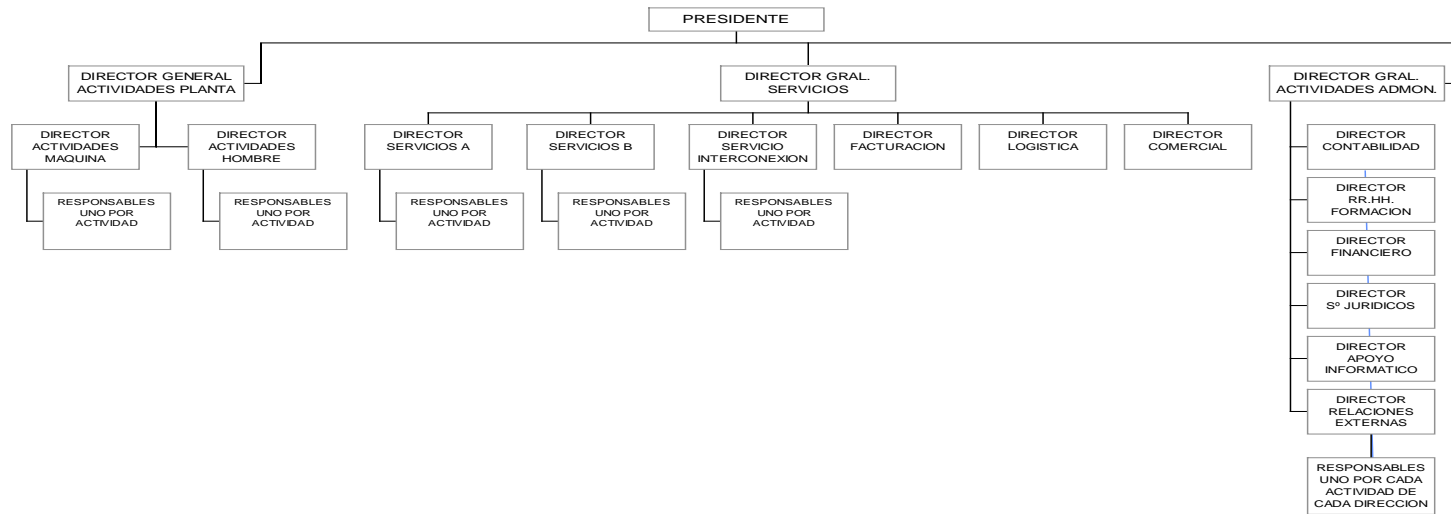 PRESIDENTE
DIRECTOR GENERAL
ACTIVIDADES PLANTA
DIRECTOR GRAL.
SERVICIOS
DIRECTOR GRAL.
ACTIVIDADES ADMON.
DIRECTOR
ACTIVIDADES
MAQUINA
DIRECTOR
ACTIVIDADES
HOMBRE
DIRECTOR
SERVICIOS A
DIRECTOR
SERVICIOS B
DIRECTOR
SERVICIO
INTERCONEXION
DIRECTOR
FACTURACION
DIRECTOR
LOGISTICA
DIRECTOR
COMERCIAL
DIRECTOR
CONTABILIDAD
RESPONSABLES
UNO POR
ACTIVIDAD
RESPONSABLES
UNO POR
ACTIVIDAD
RESPONSABLES
UNO POR
ACTIVIDAD
RESPONSABLES
UNO POR
ACTIVIDAD
RESPONSABLES
UNO POR
ACTIVIDAD
DIRECTOR
RR.HH.
FORMACION
DIRECTOR
FINANCIERO
DIRECTOR
Sº JURIDICOS
DIRECTOR
APOYO
INFORMATICO
DIRECTOR
RELACIONES
EXTERNAS
RESPONSABLES
UNO POR CADA
ACTIVIDAD DE
CADA DIRECCION